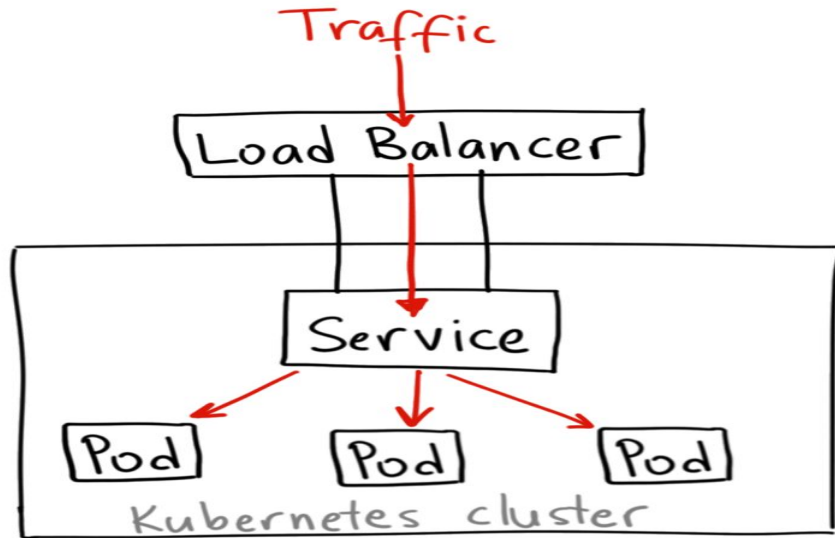 Traffic
Load Balancer
Service
Pod Pod Pod
Kubernetes cluster